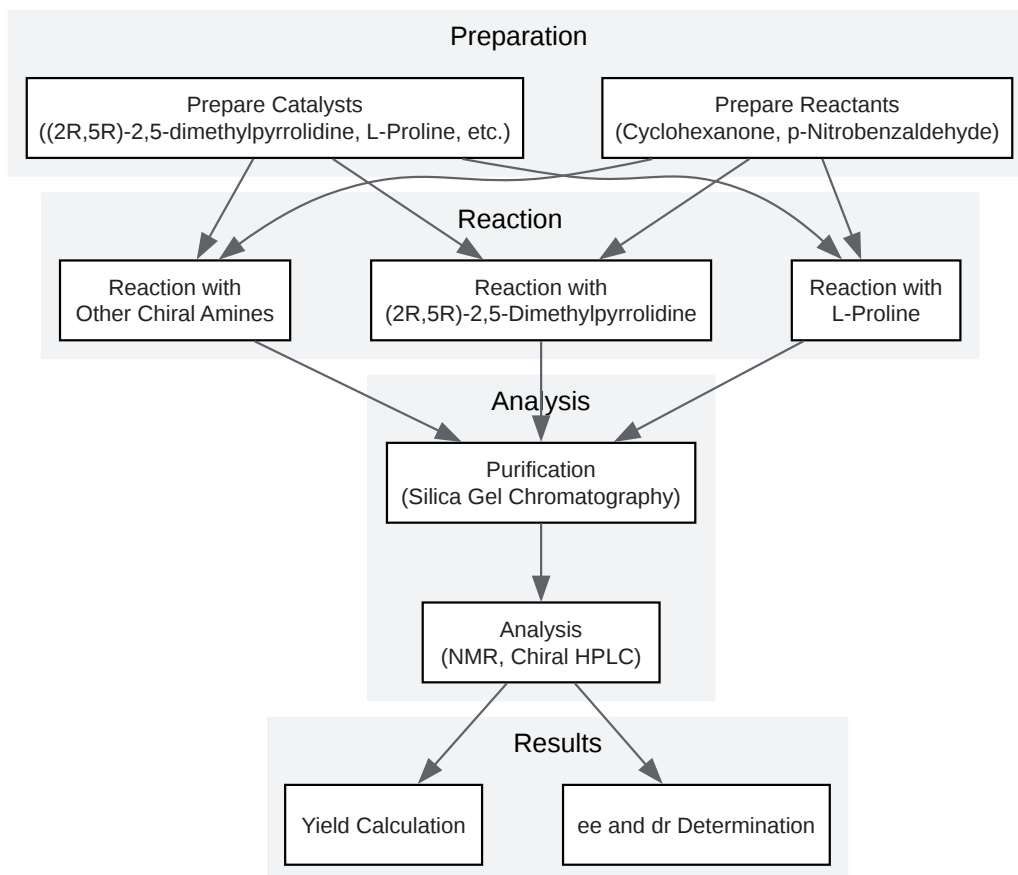 Preparation
Prepare Catalysts
((2R,5R)-2,5-dimethylpyrrolidine, L-Proline, etc.)
Prepare Reactants
(Cyclohexanone, p-Nitrobenzaldehyde)
Reaction
Reaction with
Other Chiral Amines
Reaction with
(2R,5R)-2,5-Dimethylpyrrolidine
Reaction with
L-Proline
Analysis
Purification
(Silica Gel Chromatography)
Analysis
(NMR, Chiral HPLC)
Results
Yield Calculation
ee and dr Determination